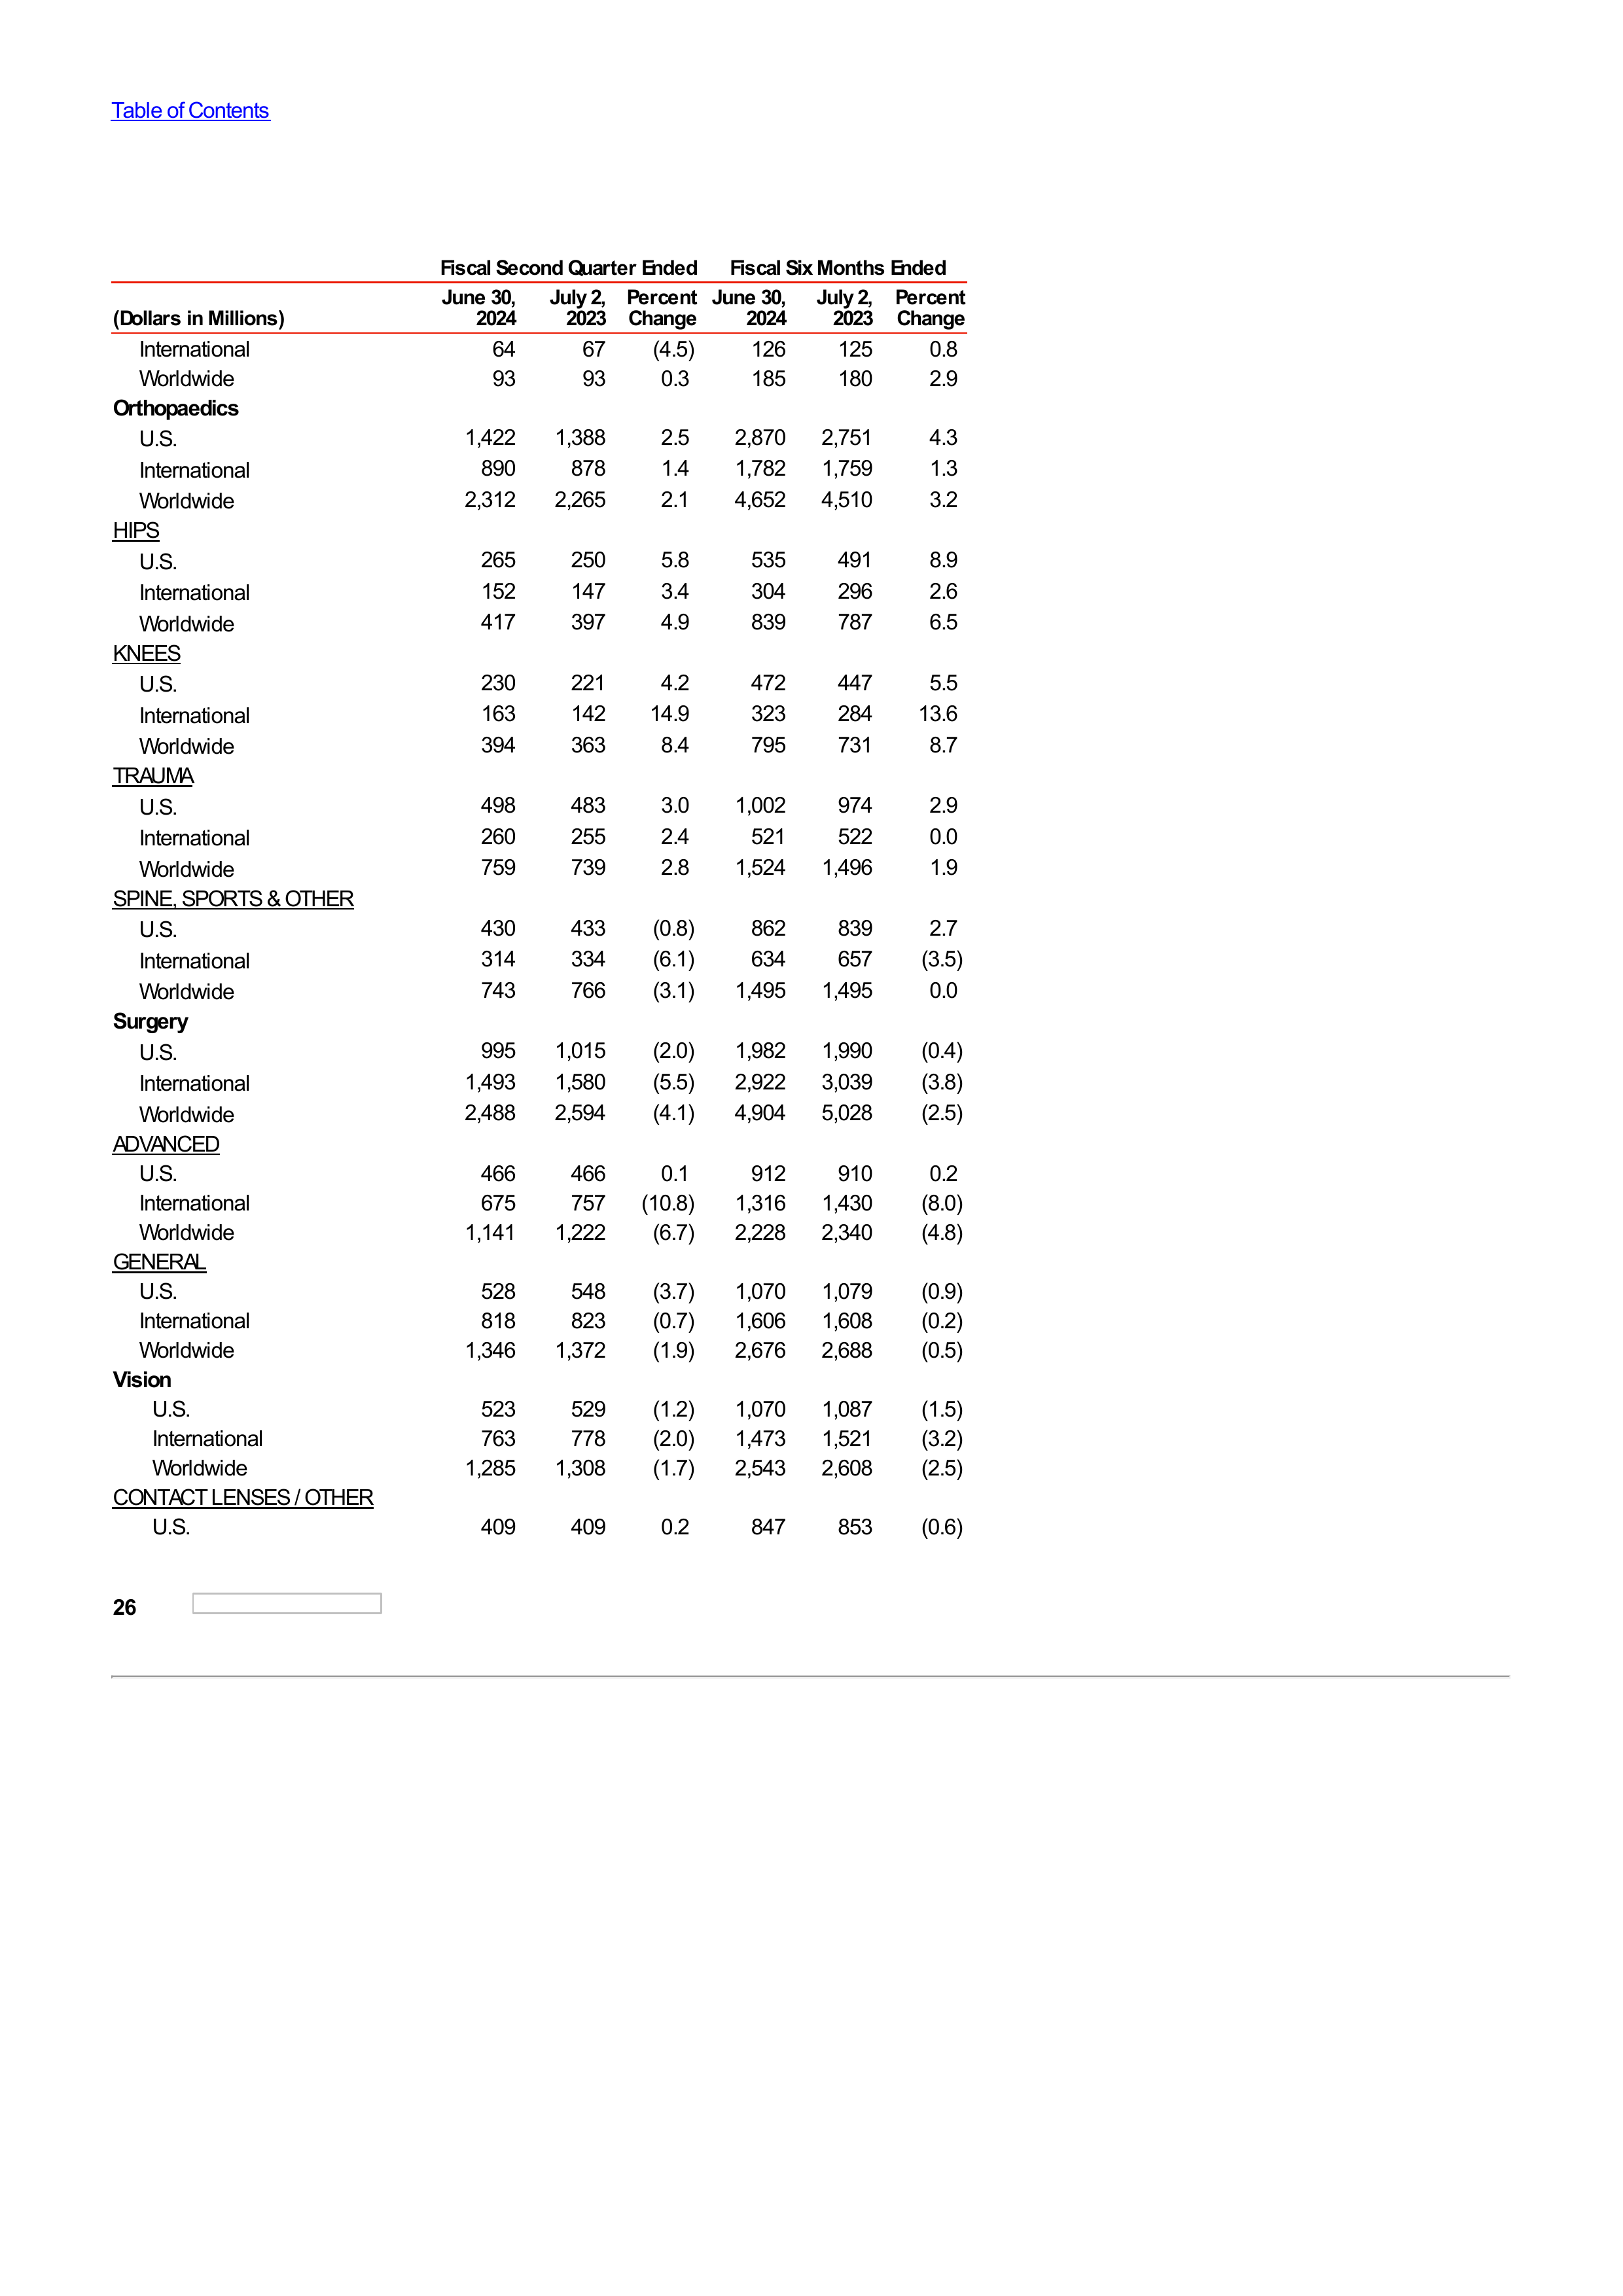 Table of Contents
Fiscal Second Quarter Ended Fiscal Six Months Ended
(Dollars in Millions) June 30, 2024 July 2, 2023 Percent Change June 30, 2024 July 2, 2023 Percent Change
International 64 67 (4.5) 126 125 0.8
Worldwide 93 93 0.3 185 180 2.9
Orthopaedics
U.S. 1,422 1,388 2.5 2,870 2,751 4.3
International 890 878 1.4 1,782 1,759 1.3
Worldwide 2,312 2,265 2.1 4,652 4,510 3.2
HIPS
U.S. 265 250 5.8 535 491 8.9
International 152 147 3.4 304 296 2.6
Worldwide 417 397 4.9 839 787 6.5
KNEES
U.S. 230 221 4.2 472 447 5.5
International 163 142 14.9 323 284 13.6
Worldwide 394 363 8.4 795 731 8.7
TRAUMA
U.S. 498 483 3.0 1,002 974 2.9
International 260 255 2.4 521 522 0.0
Worldwide 759 739 2.8 1,524 1,496 1.9
SPINE, SPORTS & OTHER
U.S. 430 433 (0.8) 862 839 2.7
International 314 334 (6.1) 634 657 (3.5)
Worldwide 743 766 (3.1) 1,495 1,495 0.0
Surgery
U.S. 995 1,015 (2.0) 1,982 1,990 (0.4)
International 1,493 1,580 (5.5) 2,922 3,039 (3.8)
Worldwide 2,488 2,594 (4.1) 4,904 5,028 (2.5)
ADVANCED
U.S. 466 466 0.1 912 910 0.2
International 675 757 (10.8) 1,316 1,430 (8.0)
Worldwide 1,141 1,222 (6.7) 2,228 2,340 (4.8)
GENERAL
U.S. 528 548 (3.7) 1,070 1,079 (0.9)
International 818 823 (0.7) 1,606 1,608 (0.2)
Worldwide 1,346 1,372 (1.9) 2,676 2,688 (0.5)
Vision
U.S. 523 529 (1.2) 1,070 1,087 (1.5)
International 763 778 (2.0) 1,473 1,521 (3.2)
Worldwide 1,285 1,308 (1.7) 2,543 2,608 (2.5)
CONTACT LENSES / OTHER
U.S. 409 409 0.2 847 853 (0.6)
26